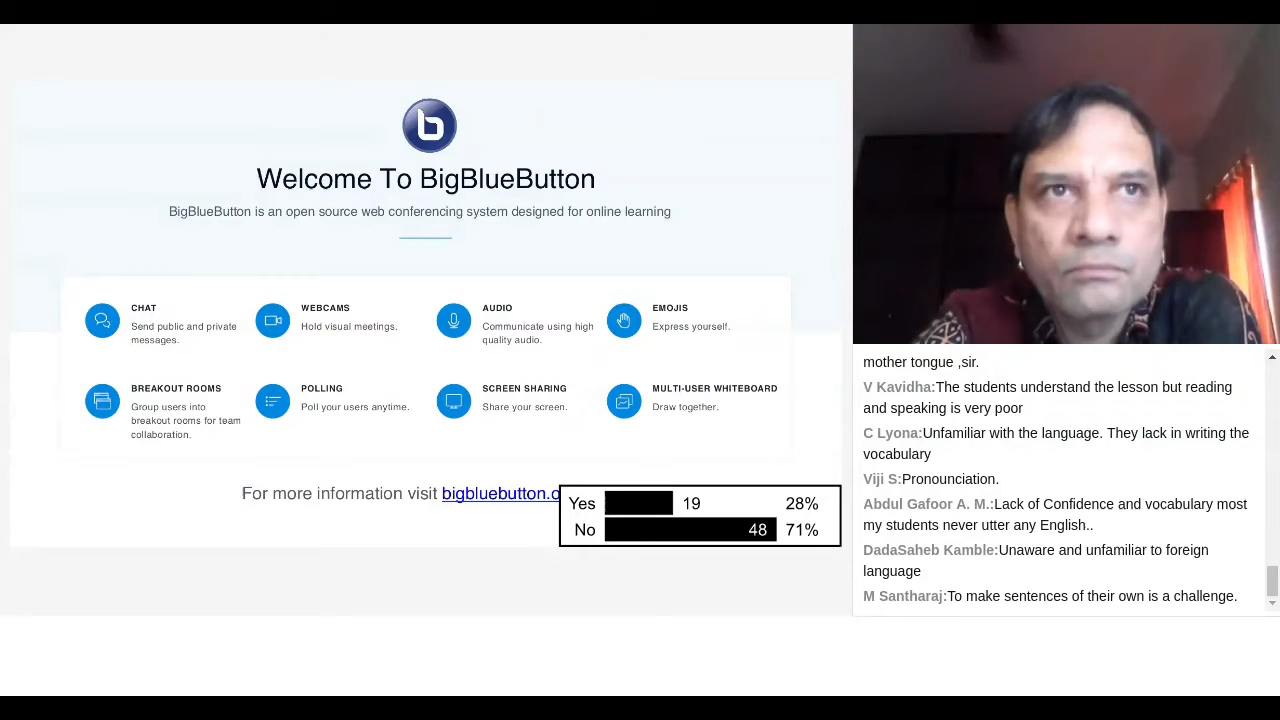 Welcome To BigBlueButton
BigBlueButton is an open source web conferencing system designed for online learning
CHAT
Send public and private
messages.
WEBCAMS
Hold visual meetings.
AUDIO
Communicate using high
quality audio.
EMOJIS
Express yourself.
BREAKOUT ROOMS
Group users into
breakout rooms for team
collaboration.
POLLING
Poll your users anytime.
SCREEN SHARING
Share your screen.
MULTI-USER WHITEBOARD
Draw together.
For more information visit bigbluebutton.o
Yes 19 28%
No 48 71%
mother tongue ,sir.
V Kavidha:The students understand the lesson but reading
and speaking is very poor
C Lyona:Unfamiliar with the language. They lack in writing the
vocabulary
Viji S:Pronounciation.
Abdul Gafoor A. M.:Lack of Confidence and vocabulary most
my students never utter any English..
DadaSaheb Kamble:Unaware and unfamiliar to foreign
language
M Santharaj:To make sentences of their own is a challenge.